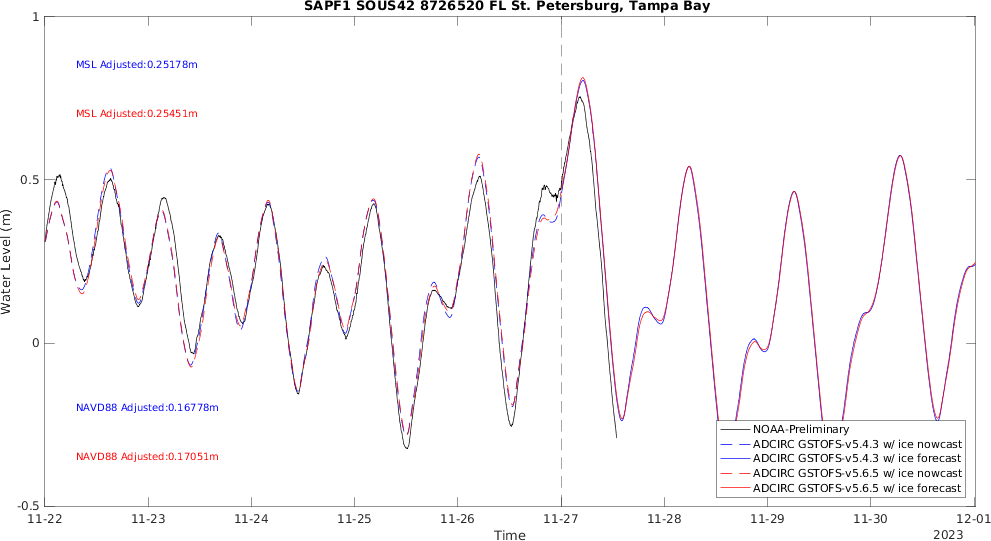 SAPF1 SOUS42 8726520 FL St. Petersburg, Tampa Bay
1
0.5
0
-0.5
Water Level (m)
MSL Adjusted:0.25178m
MSL Adjusted:0.25451m
NAVD88 Adjusted:0.16778m
NAVD88 Adjusted:0.17051m
NOAA-Preliminary
ADCIRC GSTOFS-v5.4.3 w/ ice nowcast
ADCIRC GSTOFS-v5.4.3 w/ ice forecast
ADCIRC GSTOFS-v5.6.5 w/ ice nowcast
ADCIRC GSTOFS-v5.6.5 w/ ice forecast
11-22 11-23 11-24 11-25 11-26 11-27 11-28 11-29 11-30 12-01
Time
2023